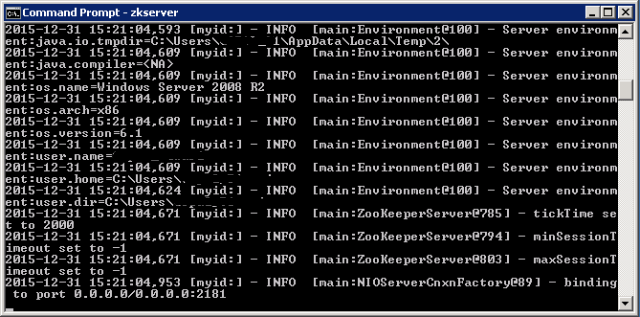 Command Prompt - zkserver
2015-12-31 15:21:04,593 [myid:] - INFO  [main:Environment@100] - Server environm
ent:java.io.tmpdir=C:\Users\ 1\AppData\Local\Temp\2\
2015-12-31 15:21:04,609 [myid:] - INFO  [main:Environment@100] - Server environm
ent:java.compiler=<NA>
2015-12-31 15:21:04,609 [myid:] - INFO  [main:Environment@100] - Server environm
ent:os.name=Windows Server 2008 R2
2015-12-31 15:21:04,609 [myid:] - INFO  [main:Environment@100] - Server environm
ent:os.arch=x86
2015-12-31 15:21:04,609 [myid:] - INFO  [main:Environment@100] - Server environm
ent:os.version=6.1
2015-12-31 15:21:04,609 [myid:] - INFO  [main:Environment@100] - Server environm
ent:user.name=
2015-12-31 15:21:04,609 [myid:] - INFO  [main:Environment@100] - Server environm
ent:user.home=C:\Users\
2015-12-31 15:21:04,624 [myid:] - INFO  [main:Environment@100] - Server environm
ent:user.dir=C:\Users\
2015-12-31 15:21:04,671 [myid:] - INFO  [main:ZooKeeperServer@785] - tickTime se
t to 2000
2015-12-31 15:21:04,671 [myid:] - INFO  [main:ZooKeeperServer@794] - minSessionT
imeout set to -1
2015-12-31 15:21:04,671 [myid:] - INFO  [main:ZooKeeperServer@803] - maxSessionT
imeout set to -1
2015-12-31 15:21:04,953 [myid:] - INFO  [main:NIOServerCnxnFactory@89] - binding
 to port 0.0.0.0/0.0.0.0:2181